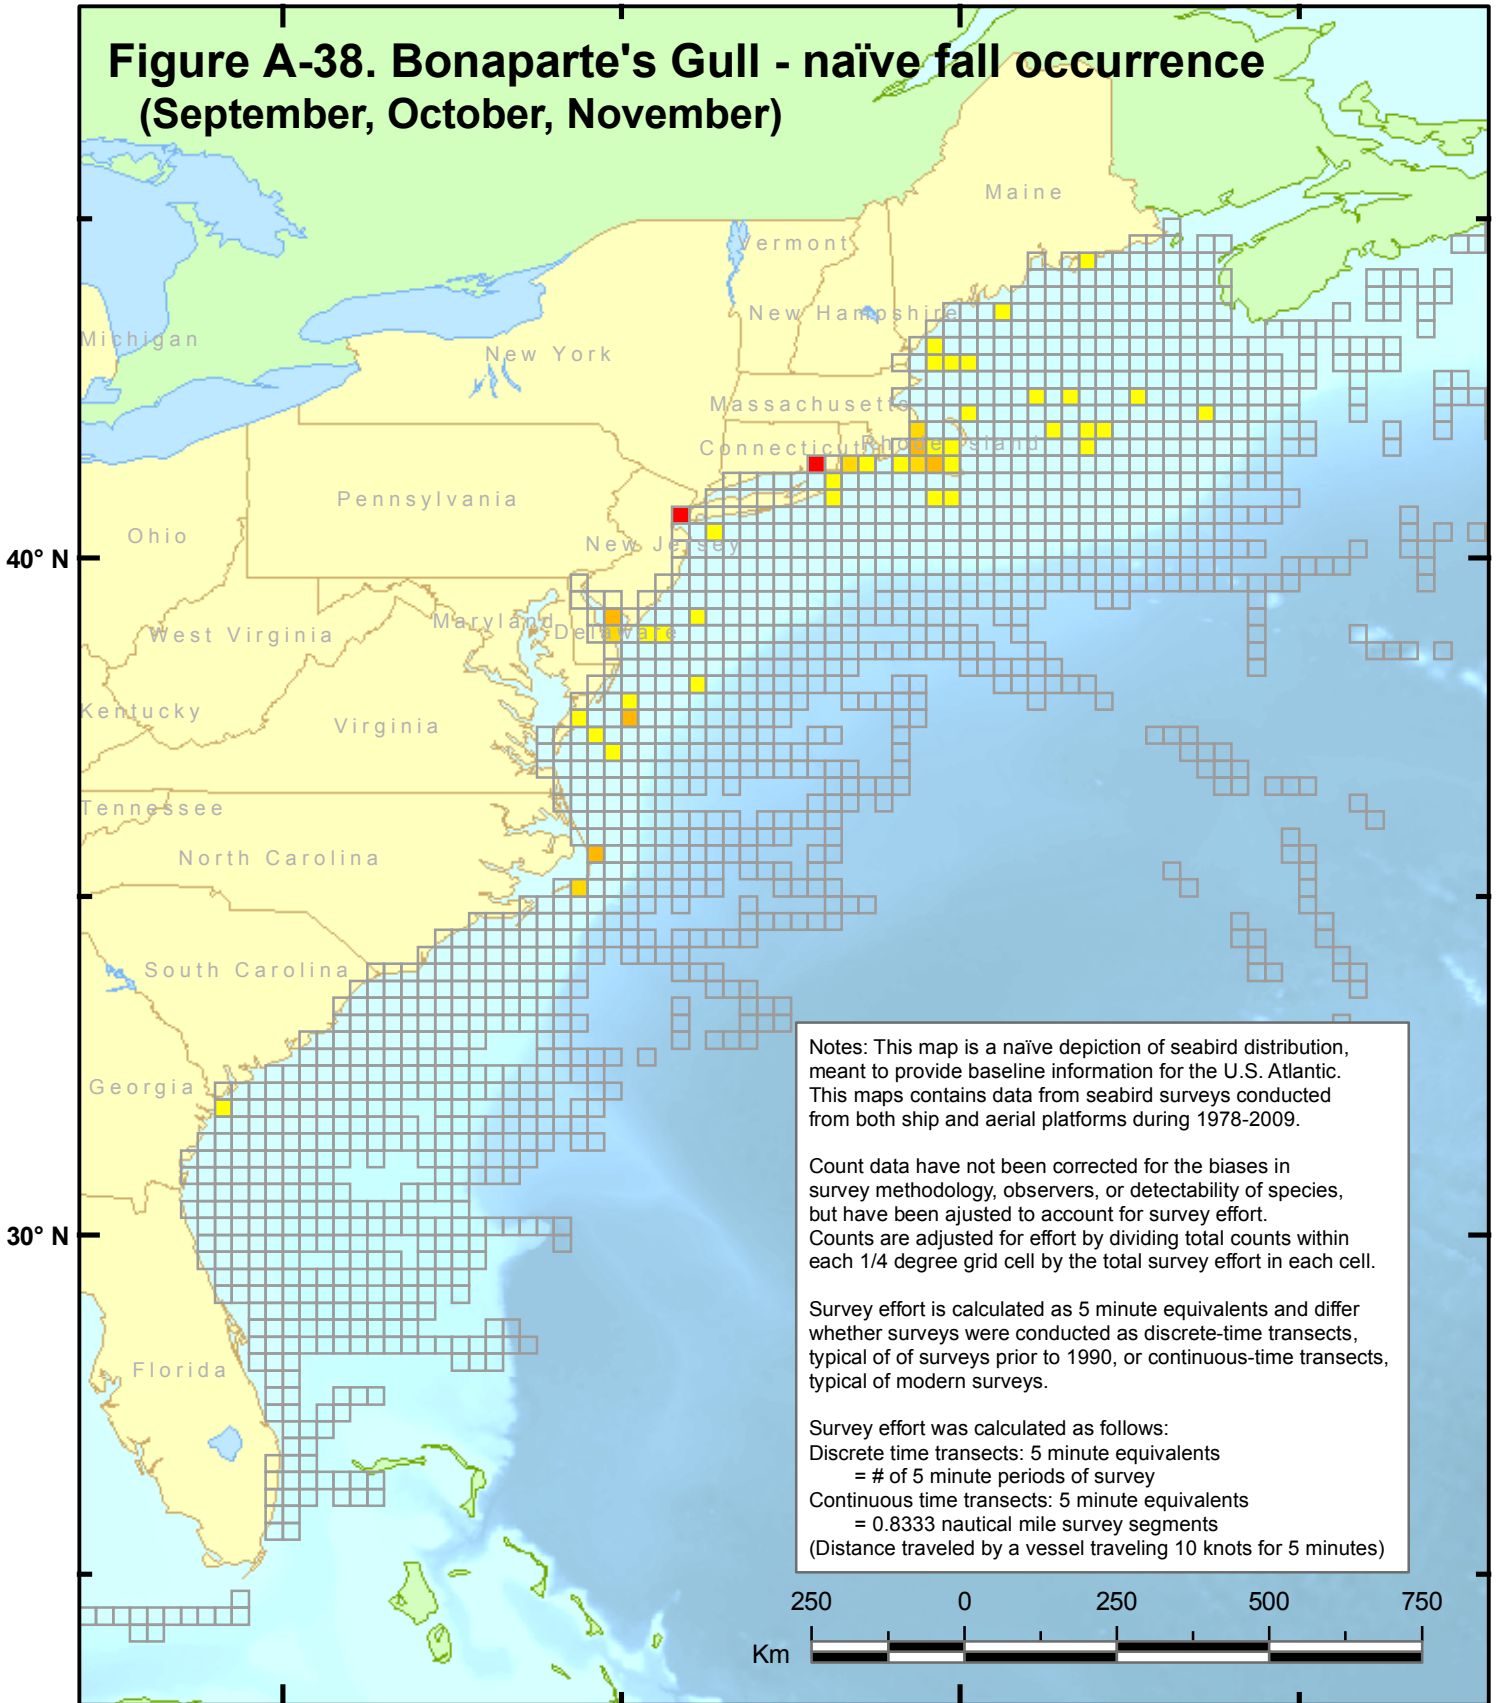 Figure A-38. Bonaparte's Gull - naïve fall occurrence
(September, October, November)
Maine
Vermont
New Hampshire
Michigan
New York
Massachusetts
Connecticut
Rhode Island
Pennsylvania
Ohio
New Jersey
40° N
Maryland
Delaware
West Virginia
Kentucky
Virginia
Tennessee
North Carolina
South Carolina
Georgia
30° N
Florida
Notes: This map is a naïve depiction of seabird distribution,
meant to provide baseline information for the U.S. Atlantic.
This maps contains data from seabird surveys conducted
from both ship and aerial platforms during 1978-2009.
Count data have not been corrected for the biases in
survey methodology, observers, or detectability of species,
but have been ajusted to account for survey effort.
Counts are adjusted for effort by dividing total counts within
each 1/4 degree grid cell by the total survey effort in each cell.
Survey effort is calculated as 5 minute equivalents and differ
whether surveys were conducted as discrete-time transects,
typical of of surveys prior to 1990, or continuous-time transects,
typical of modern surveys.
Survey effort was calculated as follows:
Discrete time transects: 5 minute equivalents
= # of 5 minute periods of survey
Continuous time transects: 5 minute equivalents
= 0.8333 nautical mile survey segments
(Distance traveled by a vessel traveling 10 knots for 5 minutes)
250 0 250 500 750
Km